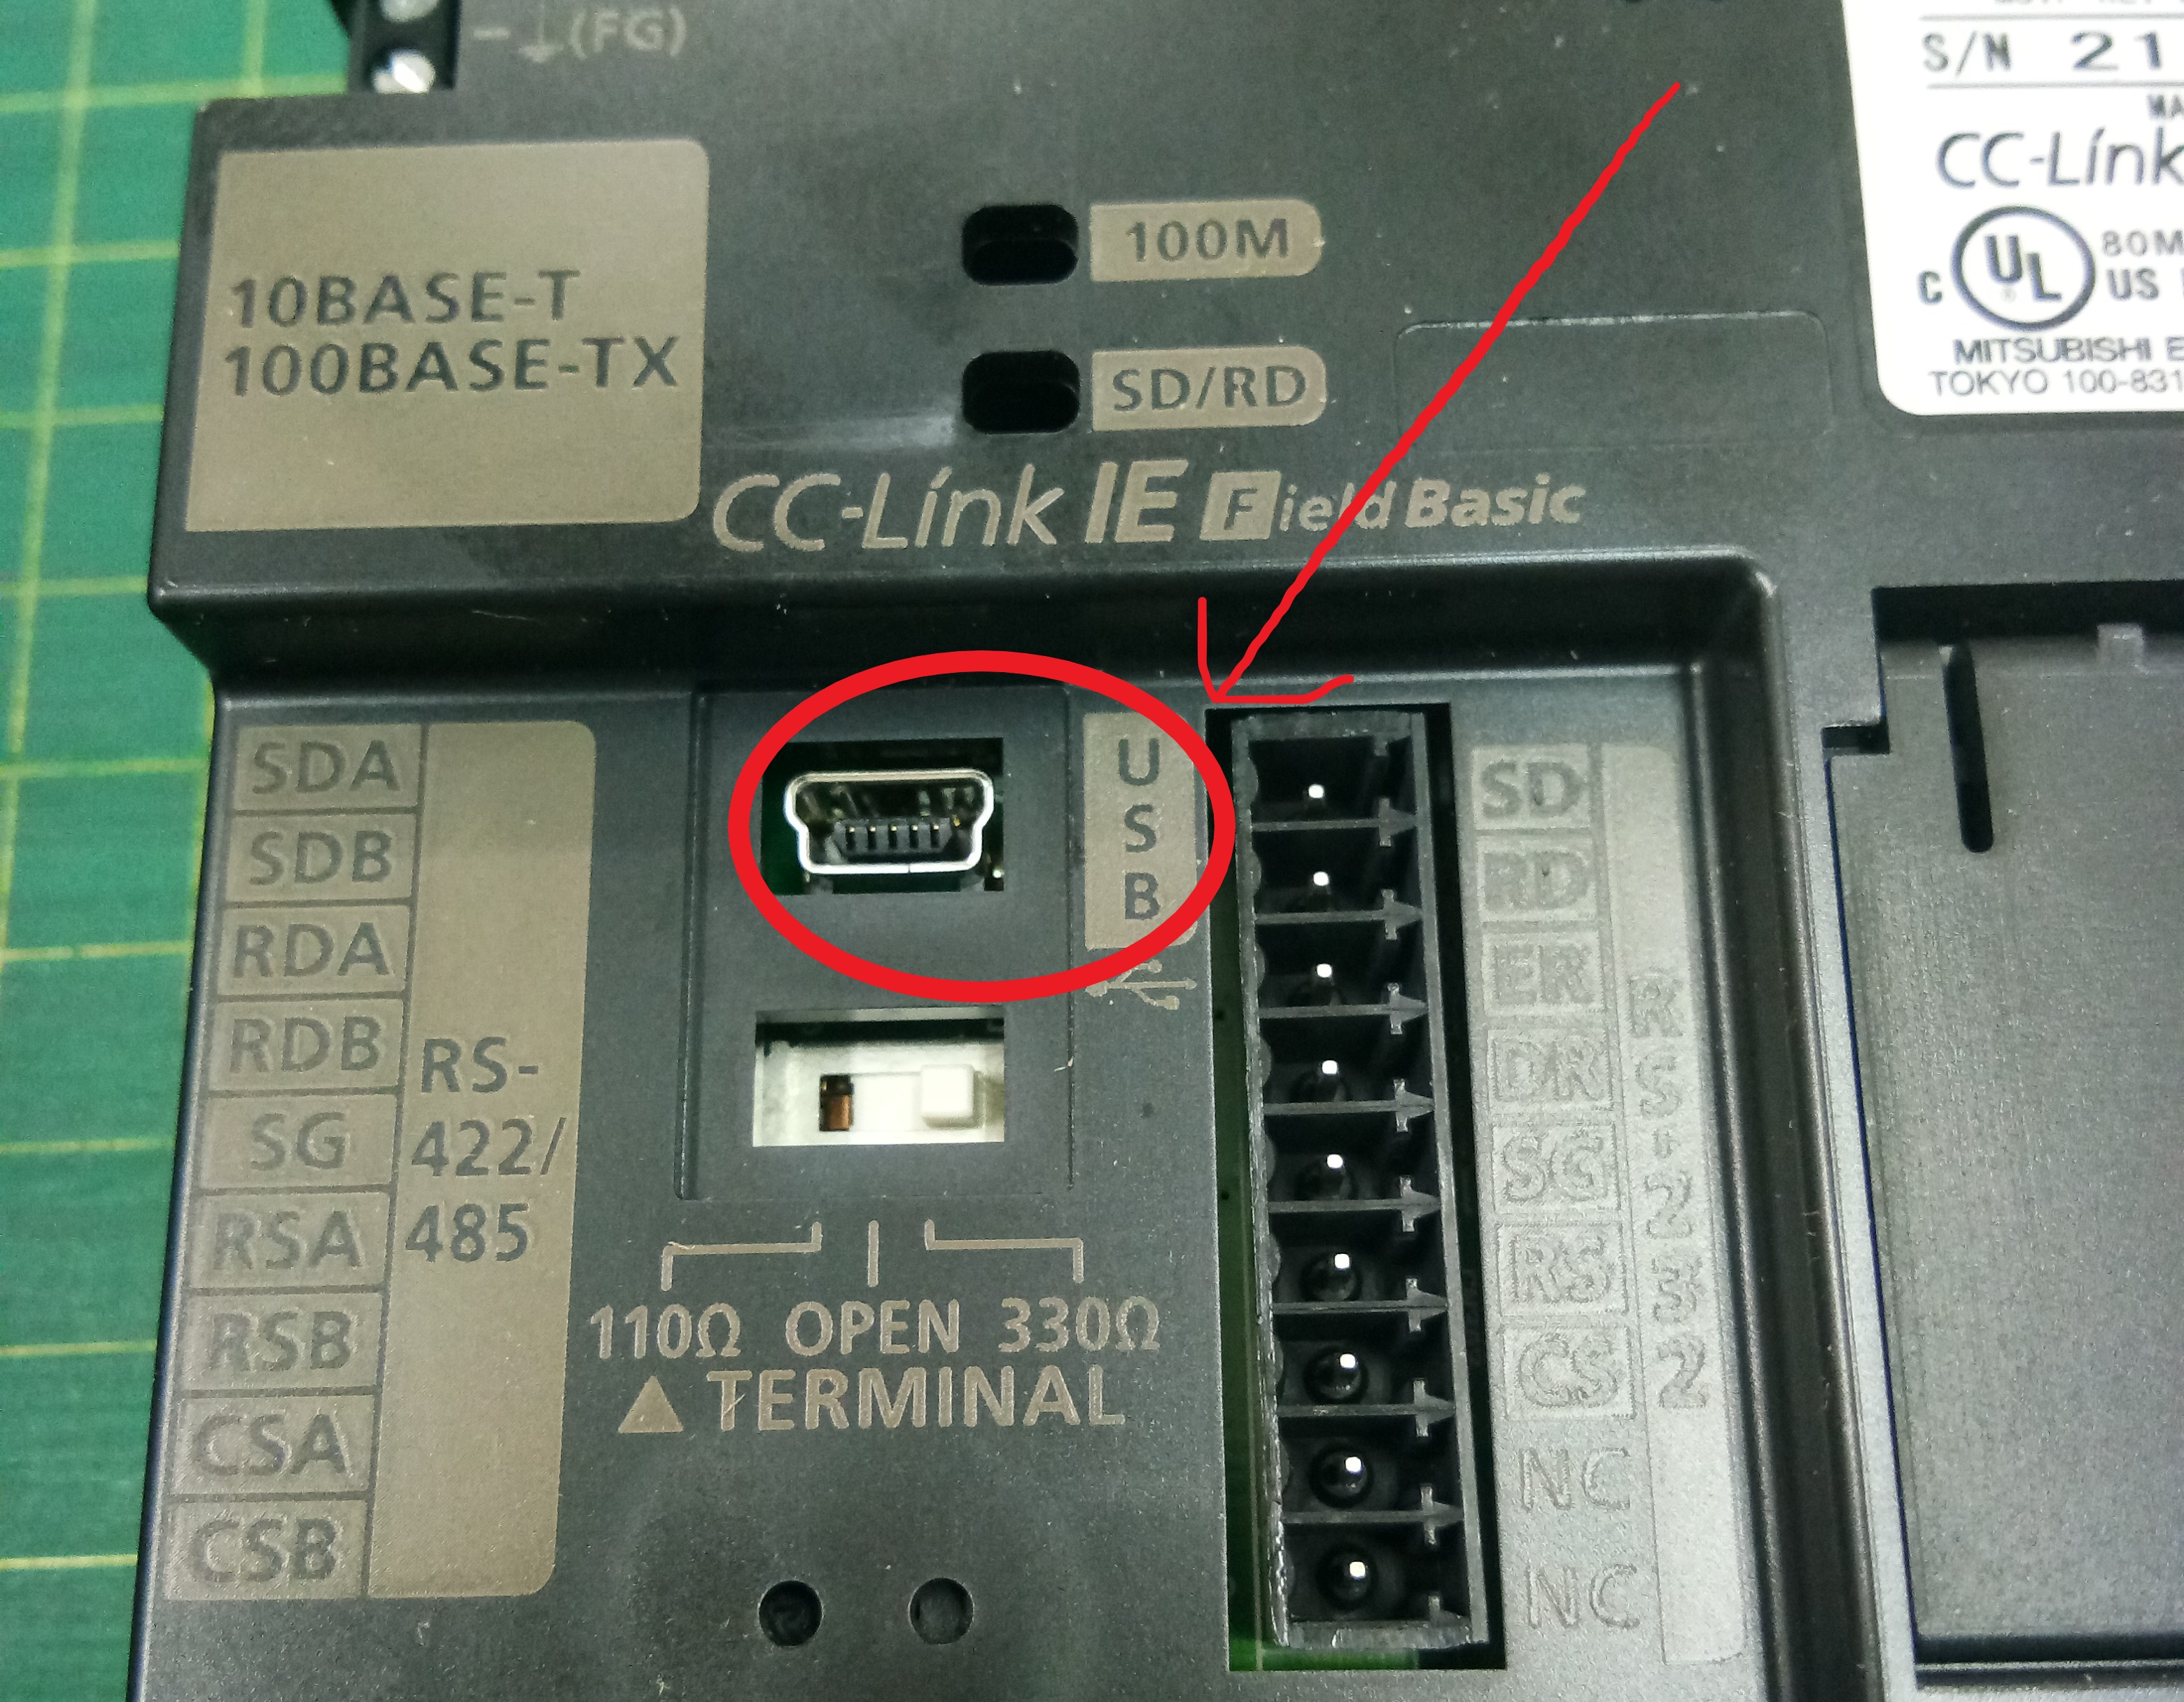 (FG)
S/N 21
CC-Link
C UL 80M
US
MITSUBISHI E
TOKYO 100-831
10BASE-T
100BASE-TX
100M
SD/RD
CC-Link IE Field Basic
SDA
SDB
RDA
RDB
SG
RSA
RSB
CSA
CSB
RS-
422/
485
USB
110Ω OPEN 330Ω
TERMINAL
SD
RD
ER
DR
SG
RS
CS
NC
NC
RS-232